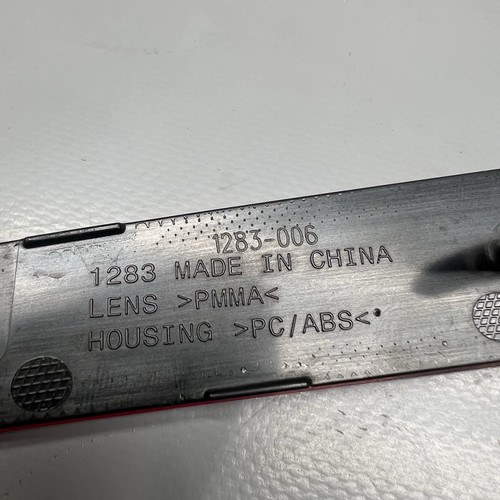 1283-006
1283 MADE IN CHINA
LENS >PMMA<
HOUSING >PC/ABS<